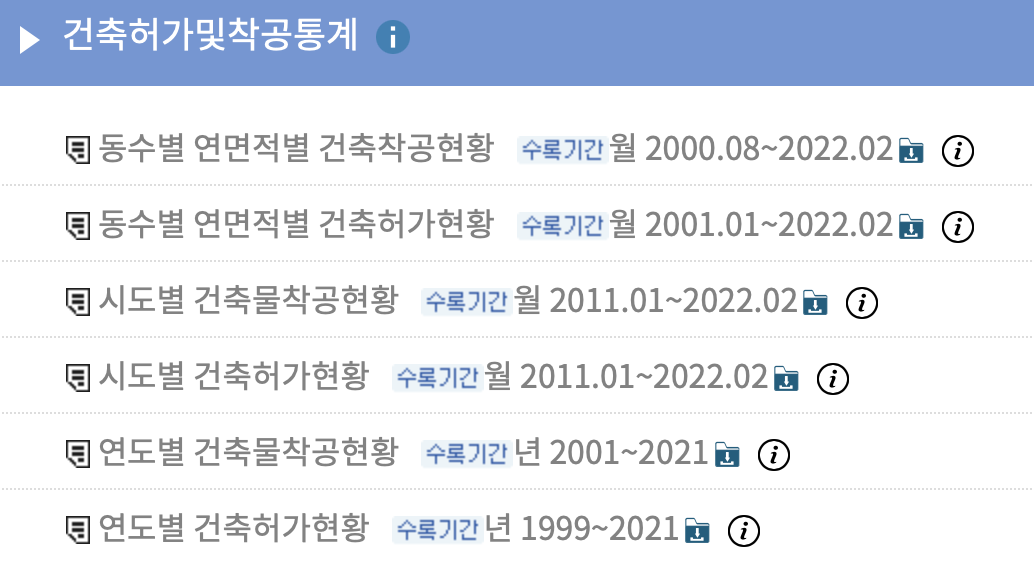 건축허가및착공통계
동수별 연면적별 건축착공현황 수록기간 월 2000.08~2022.02
동수별 연면적별 건축허가현황 수록기간 월 2001.01~2022.02
시도별 건축물착공현황 수록기간 월 2011.01~2022.02
시도별 건축허가현황 수록기간 월 2011.01~2022.02
연도별 건축물착공현황 수록기간 년 2001~2021
연도별 건축허가현황 수록기간 년 1999~2021